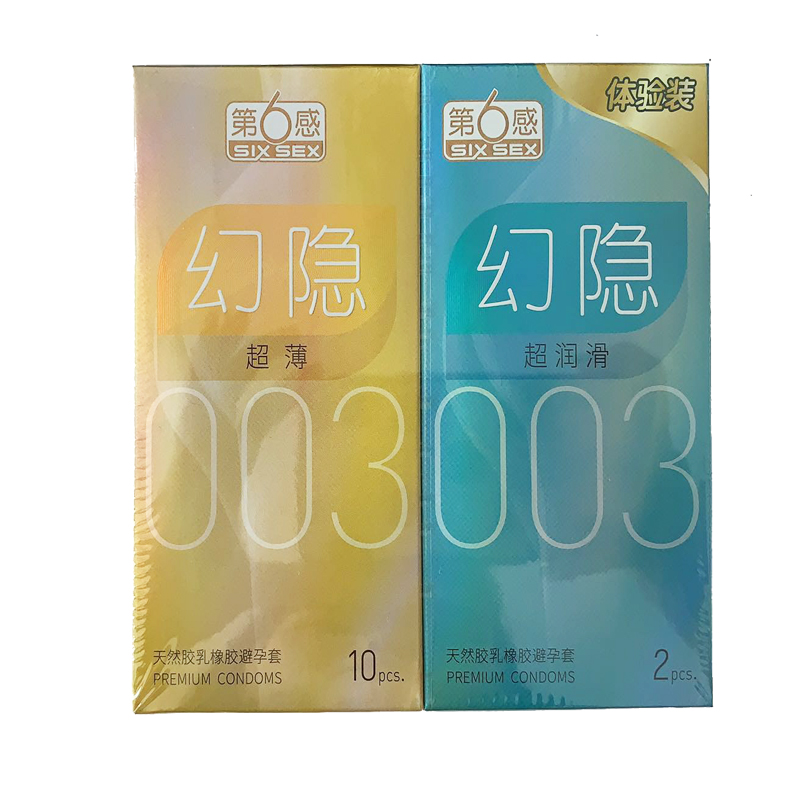 第6感
SIX SEX
幻隐
超薄
003
天然胶乳橡胶避孕套
PREMIUM CONDOMS
10pcs.
体验装
第6感
SIX SEX
幻隐
超润滑
003
天然胶乳橡胶避孕套
PREMIUM CONDOMS
2pcs.